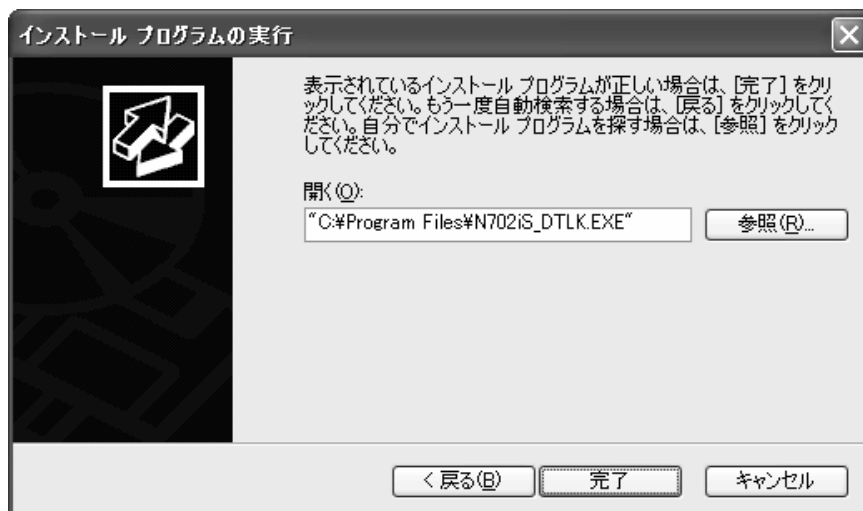 インストール プログラムの実行
表示されているインストール プログラムが正しい場合は、[完了] をクリ
ックしてください。もう一度自動検索する場合は、[戻る] をクリックしてく
ださい。自分でインストール プログラムを探す場合は、[参照] をクリック
してください。
開く(O):
"C:¥Program Files¥N702iS_DTLK.EXE"
参照(R)...
< 戻る(B)
完了
キャンセル